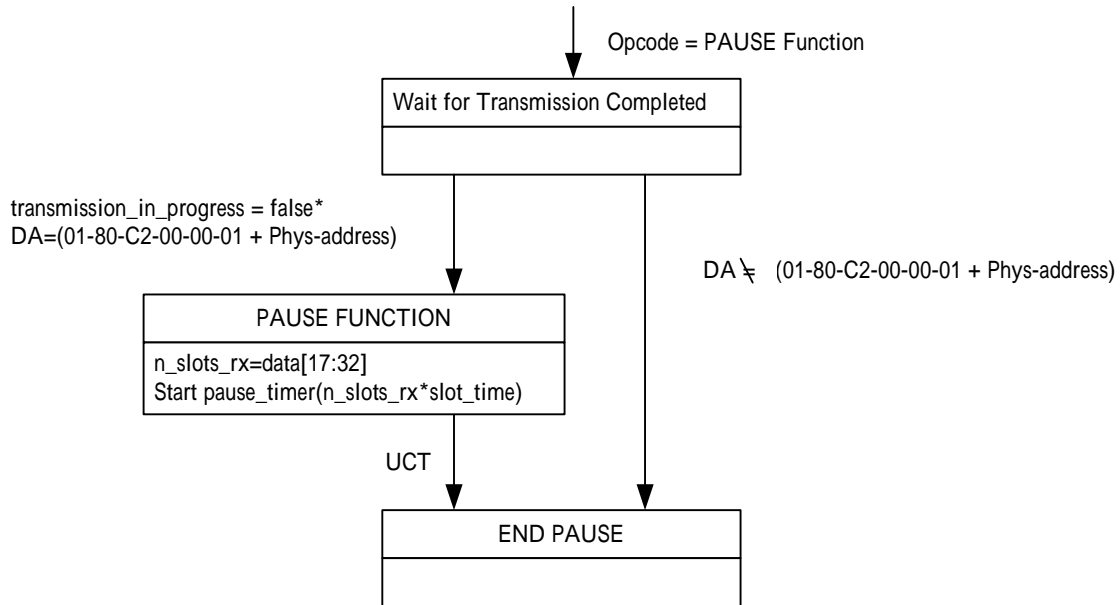 Opcode = PAUSE Function
Wait for Transmission Completed
transmission_in_progress = false*
DA=(01-80-C2-00-00-01 + Phys-address)
DA ≠ (01-80-C2-00-00-01 + Phys-address)
PAUSE FUNCTION
n_slots_rx=data[17:32]
Start pause_timer(n_slots_rx*slot_time)
UCT
END PAUSE